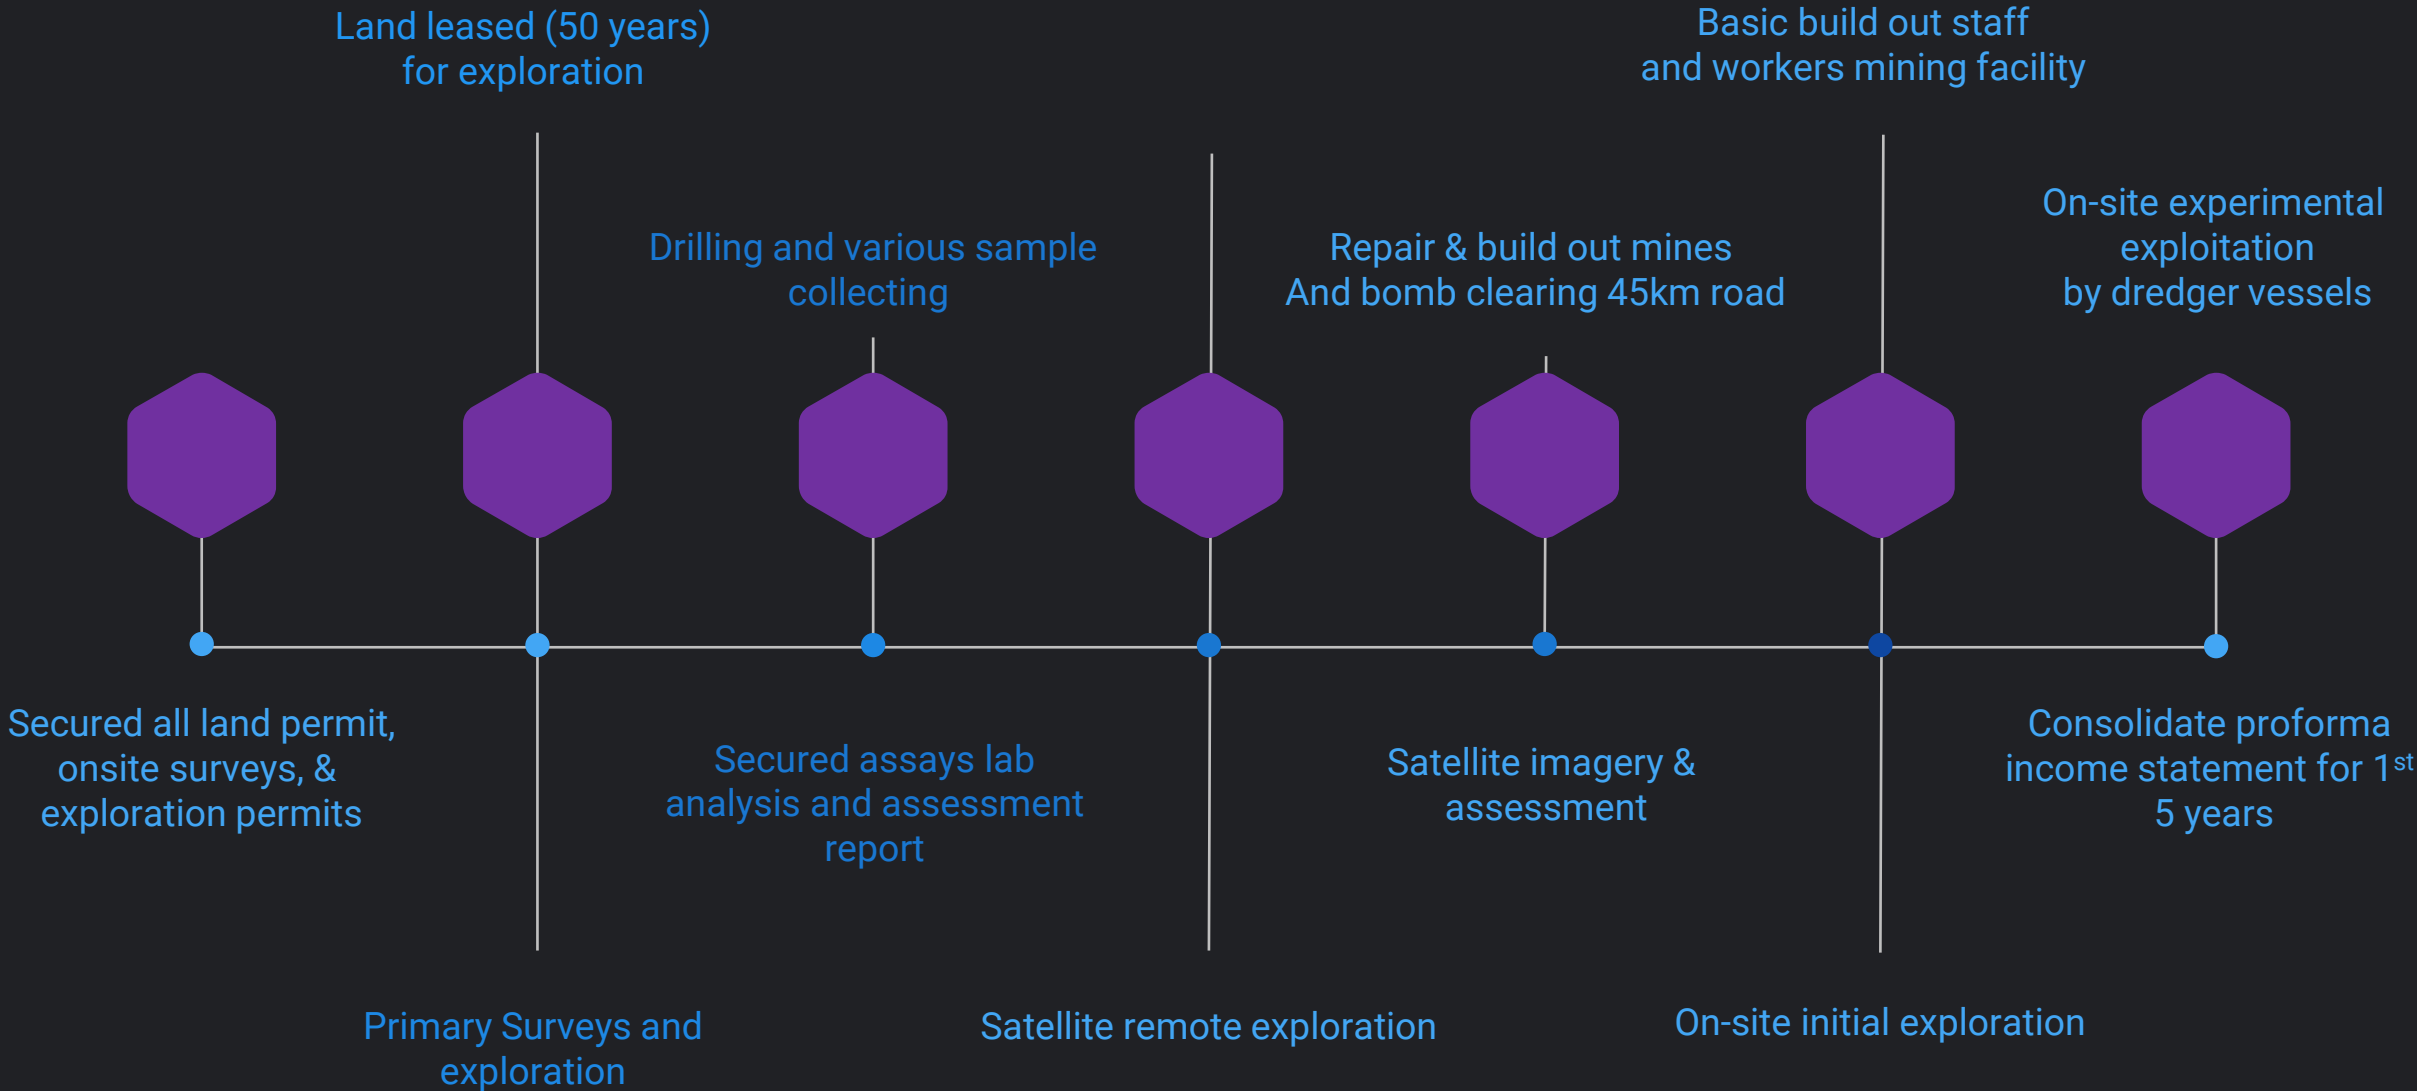 Land leased (50 years)
for exploration
Basic build out staff
and workers mining facility
Drilling and various sample
collecting
Repair & build out mines
And bomb clearing 45km road
On-site experimental
exploitation
by dredger vessels
Secured all land permit,
onsite surveys, &
exploration permits
Secured assays lab
analysis and assessment
report
Satellite imagery &
assessment
Consolidate proforma
income statement for 1st
5 years
Primary Surveys and
exploration
Satellite remote exploration
On-site initial exploration